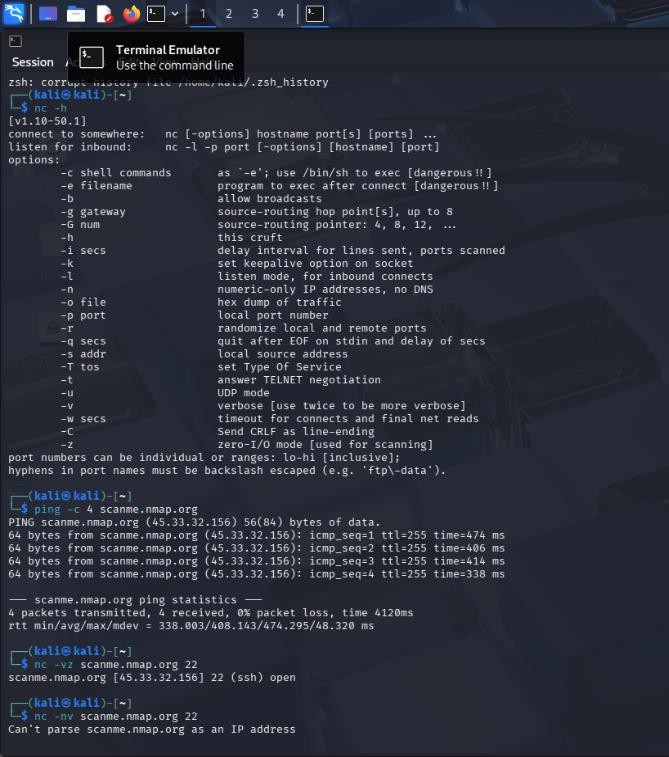 1 2 3 4
Terminal Emulator
Use the command line
Session
zsh: corrupt history file /home/kali/.zsh_history
┌──(kali㉿kali)-[~]
└─$ nc -h
[v1.10-50.1]
connect to somewhere:   nc [-options] hostname port[s] [ports] ...
listen for inbound:     nc -l -p port [-options] [hostname] [port]
options:
        -c shell commands       as `-e'; use /bin/sh to exec [dangerous!!]
        -e filename             program to exec after connect [dangerous!!]
        -b                      allow broadcasts
        -g gateway              source-routing hop point[s], up to 8
        -G num                  source-routing pointer: 4, 8, 12, ...
        -h                      this cruft
        -i secs                 delay interval for lines sent, ports scanned
        -k                      set keepalive option on socket
        -l                      listen mode, for inbound connects
        -n                      numeric-only IP addresses, no DNS
        -o file                 hex dump of traffic
        -p port                 local port number
        -r                      randomize local and remote ports
        -q secs                 quit after EOF on stdin and delay of secs
        -s addr                 local source address
        -T tos                  set Type Of Service
        -t                      answer TELNET negotiation
        -u                      UDP mode
        -v                      verbose [use twice to be more verbose]
        -w secs                 timeout for connects and final net reads
        -C                      Send CRLF as line-ending
        -z                      zero-I/O mode [used for scanning]
port numbers can be individual or ranges: lo-hi [inclusive];
hyphens in port names must be backslash escaped (e.g. 'ftp\-data').
┌──(kali㉿kali)-[~]
└─$ ping -c 4 scanme.nmap.org
PING scanme.nmap.org (45.33.32.156) 56(84) bytes of data.
64 bytes from scanme.nmap.org (45.33.32.156): icmp_seq=1 ttl=255 time=474 ms
64 bytes from scanme.nmap.org (45.33.32.156): icmp_seq=2 ttl=255 time=406 ms
64 bytes from scanme.nmap.org (45.33.32.156): icmp_seq=3 ttl=255 time=414 ms
64 bytes from scanme.nmap.org (45.33.32.156): icmp_seq=4 ttl=255 time=338 ms
--- scanme.nmap.org ping statistics ---
4 packets transmitted, 4 received, 0% packet loss, time 4120ms
rtt min/avg/max/mdev = 338.003/408.143/474.295/48.320 ms
┌──(kali㉿kali)-[~]
└─$ nc -vz scanme.nmap.org 22
scanme.nmap.org [45.33.32.156] 22 (ssh) open
┌──(kali㉿kali)-[~]
└─$ nc -nv scanme.nmap.org 22
Can't parse scanme.nmap.org as an IP address